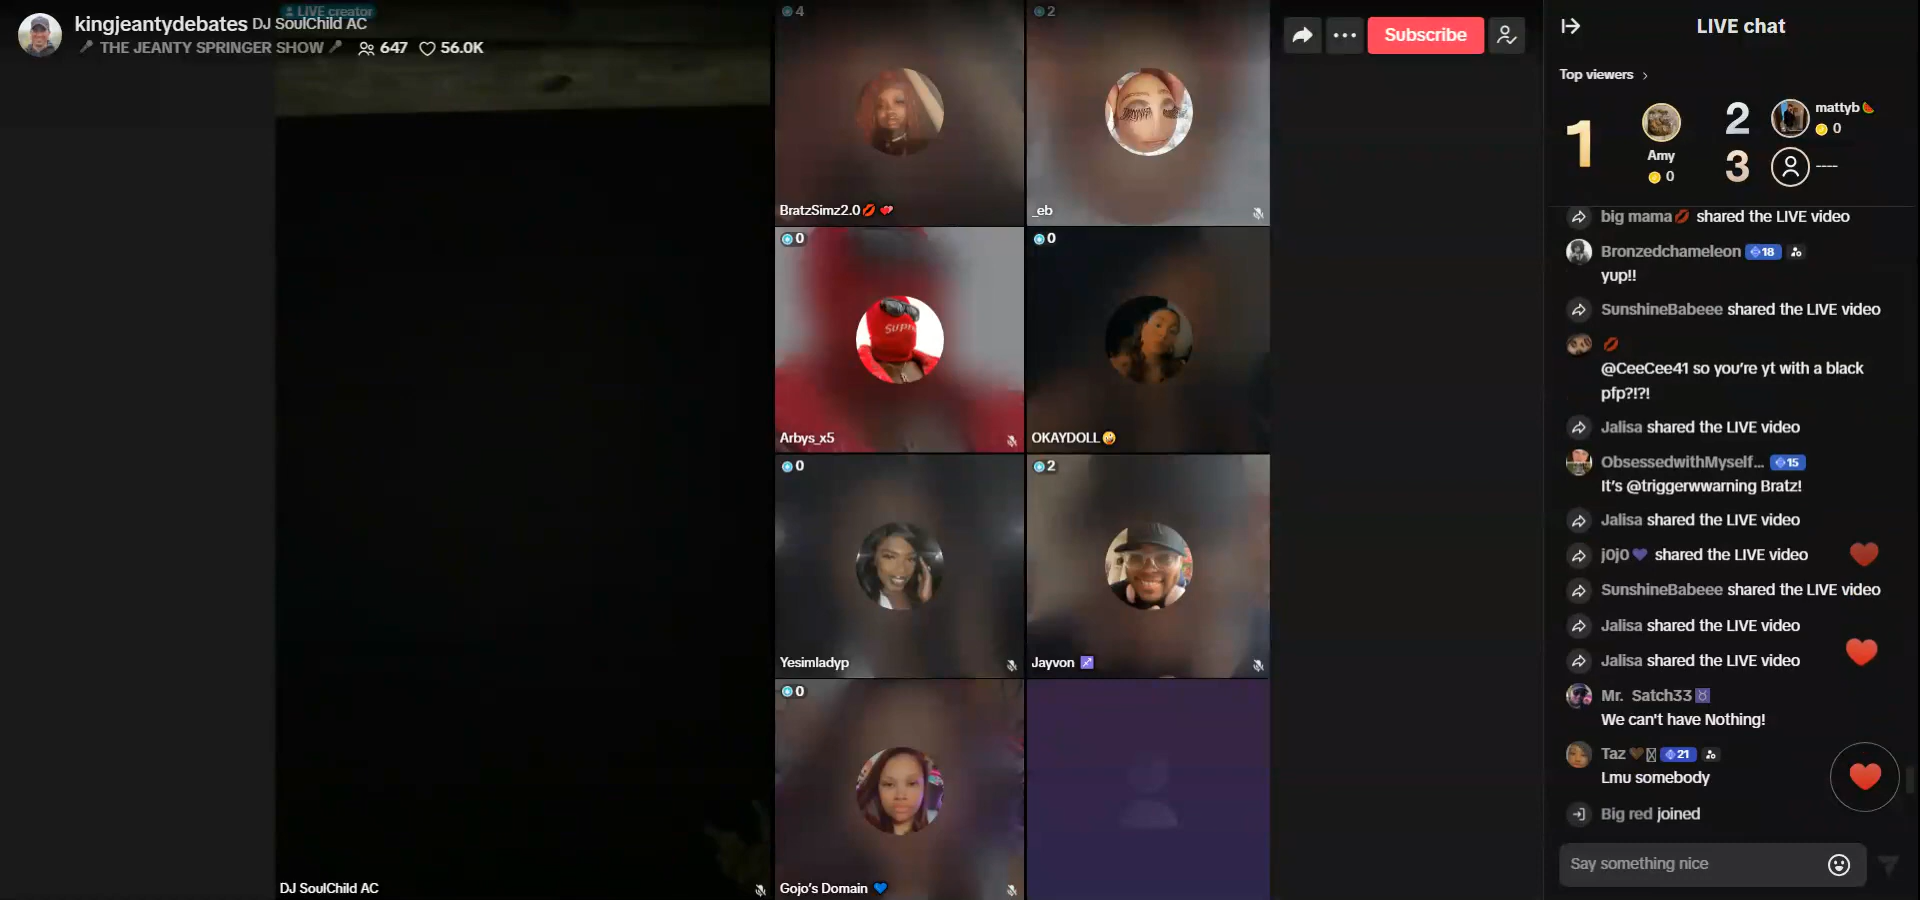 LIVE creator
kingjeantydebates DJ SoulChild AC
THE JEANTY SPRINGER SHOW 647 56.0K
4
2
Subscribe
BratzSimz2.0💋 💕
_eb
0
0
SUPR
Arbys_x5
OKAYDOLL🤪
0
2
Yesimladyp
Jayvon ♐
0
DJ SoulChild AC
Gojo's Domain 💙
LIVE chat
Top viewers
1
Amy
0
2
mattyb🍉
0
3
----
big mama💋 shared the LIVE video
Bronzedchameleon 18
yup!!
SunshineBabeee shared the LIVE video
💋
@CeeCee41 so you're yt with a black
pfp?!?!
Jalisa shared the LIVE video
ObsessedwithMyself... 15
It's @triggerwwarning Bratz!
Jalisa shared the LIVE video
j0j0💜 shared the LIVE video
SunshineBabeee shared the LIVE video
Jalisa shared the LIVE video
Jalisa shared the LIVE video
Mr. Satch33♉
We can't have Nothing!
Taz🤎 21
Lmu somebody
Big red joined
Say something nice